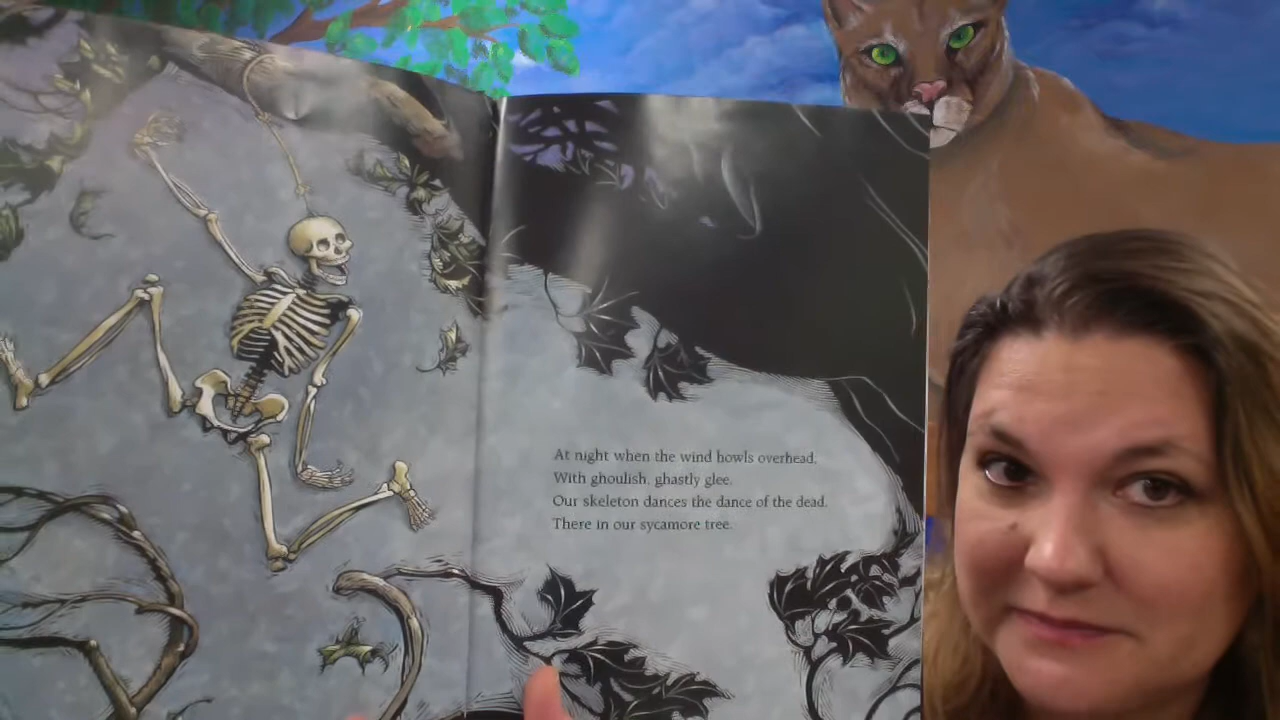 At night when the wind howls overhead,
With ghoulish, ghastly glee.
Our skeleton dances the dance of the dead.
There in our sycamore tree.